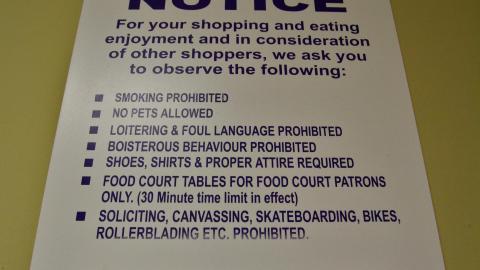 NOTICE
For your shopping and eating
enjoyment and in consideration
of other shoppers, we ask you
to observe the following:
■ SMOKING PROHIBITED
■ NO PETS ALLOWED
■ LOITERING & FOUL LANGUAGE PROHIBITED
■ BOISTEROUS BEHAVIOUR PROHIBITED
■ SHOES, SHIRTS & PROPER ATTIRE REQUIRED
■ FOOD COURT TABLES FOR FOOD COURT PATRONS
ONLY. (30 Minute time limit in effect)
■ SOLICITING, CANVASSING, SKATEBOARDING, BIKES,
ROLLERBLADING ETC. PROHIBITED.